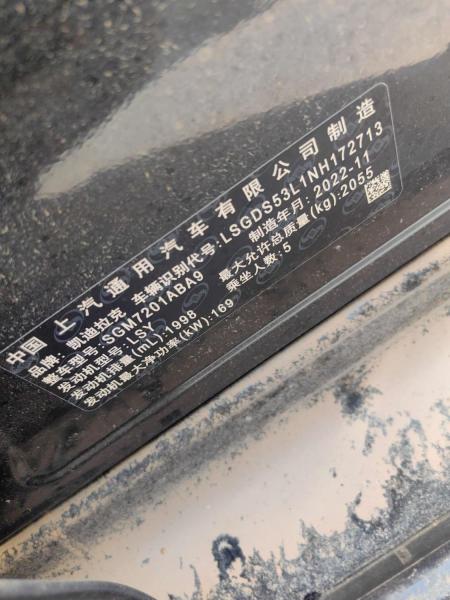 中国 上汽通用汽车有限公司制造
品牌：凯迪拉克 车辆识别代号：LSGDS53L1NH172713
整车型号：SGM7201ABA9 制造年月：2022-11
发动机型号：LSY 最大允许总质量(kg)：2055
发动机排量(mL)：1998 乘坐人数：5
发动机最大净功率(kW)：169